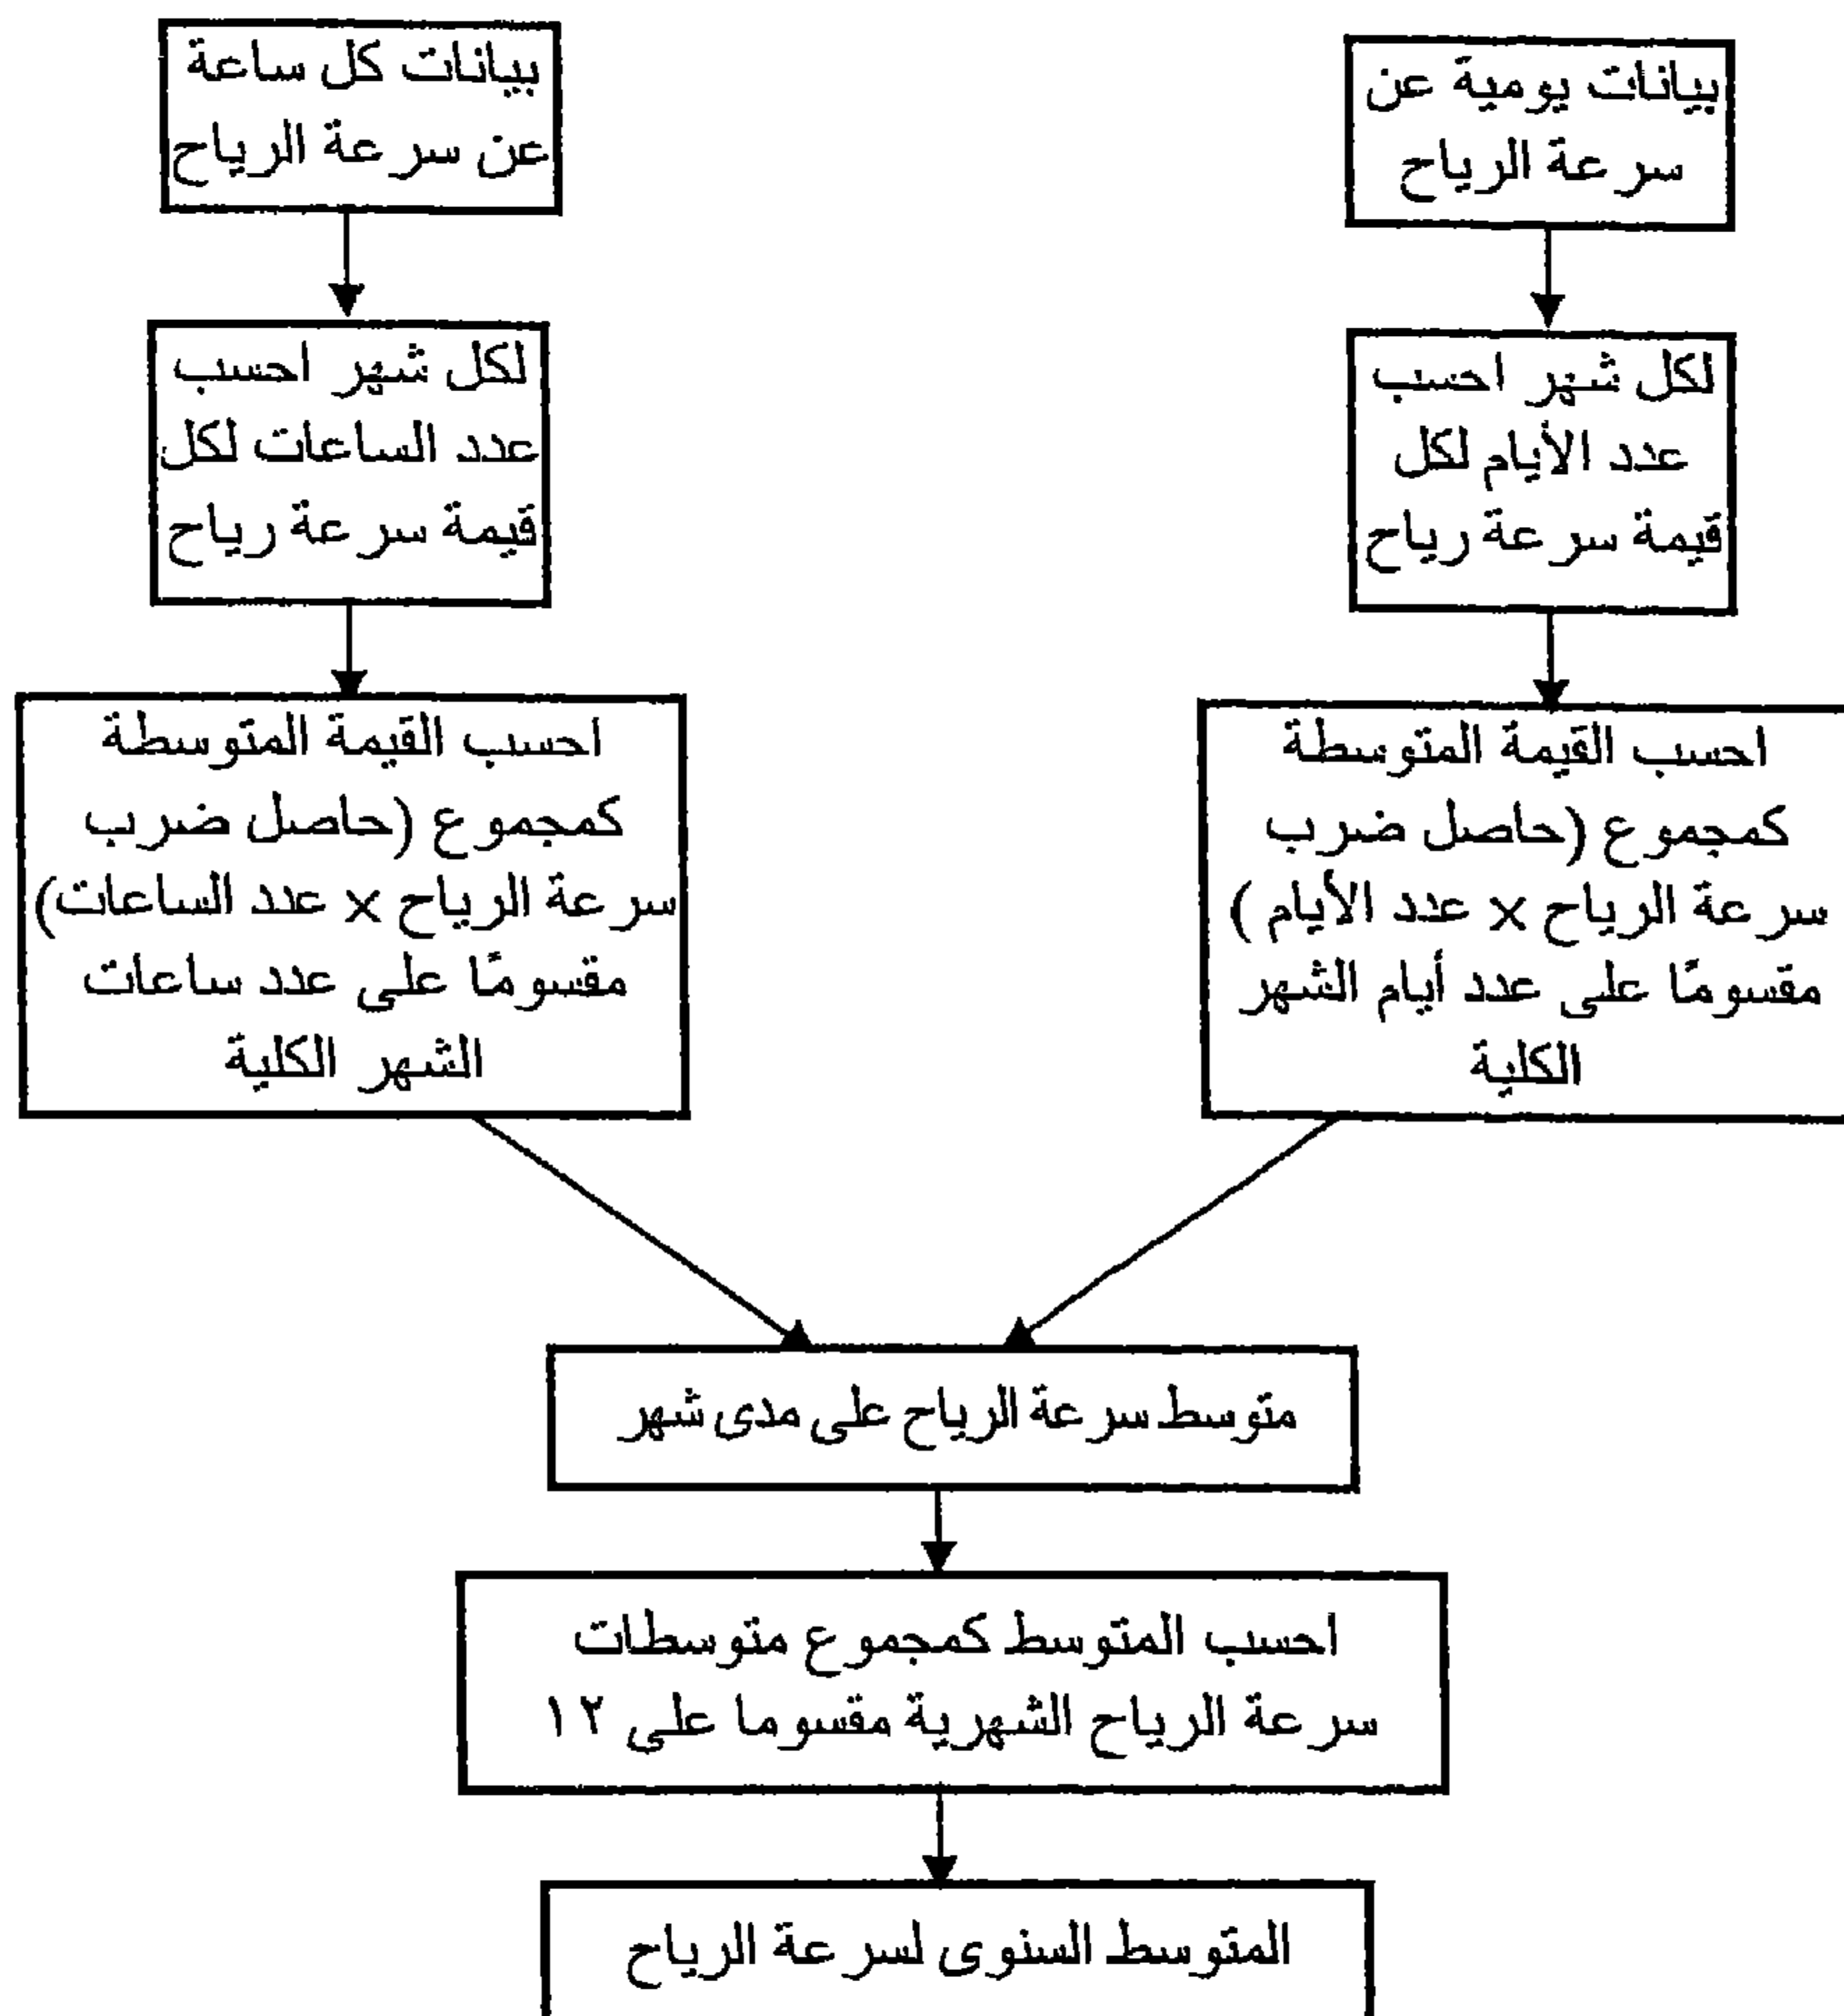 بيانات يومية عن
سرعة الرياح
لكل شهر احسب
عدد الأيام لكل
قيمة سرعة رياح
احسب القيمة المتوسطة
كمجموع (حاصل ضرب
سرعة الرياح x عدد الأيام )
مقسومًا على عدد أيام الشهر
الكلية
بيانات كل ساعة
عن سرعة الرياح
لكل شهر احسب
عدد الساعات لكل
قيمة سرعة رياح
احسب القيمة المتوسطة
كمجموع (حاصل ضرب
سرعة الرياح x عدد الساعات)
مقسومًا على عدد ساعات
الشهر الكلية
متوسط سرعة الرياح على مدى شهر
احسب المتوسط كمجموع متوسطات
سرعة الرياح الشهرية مقسوما على ١٢
المتوسط السنوى لسرعة الرياح